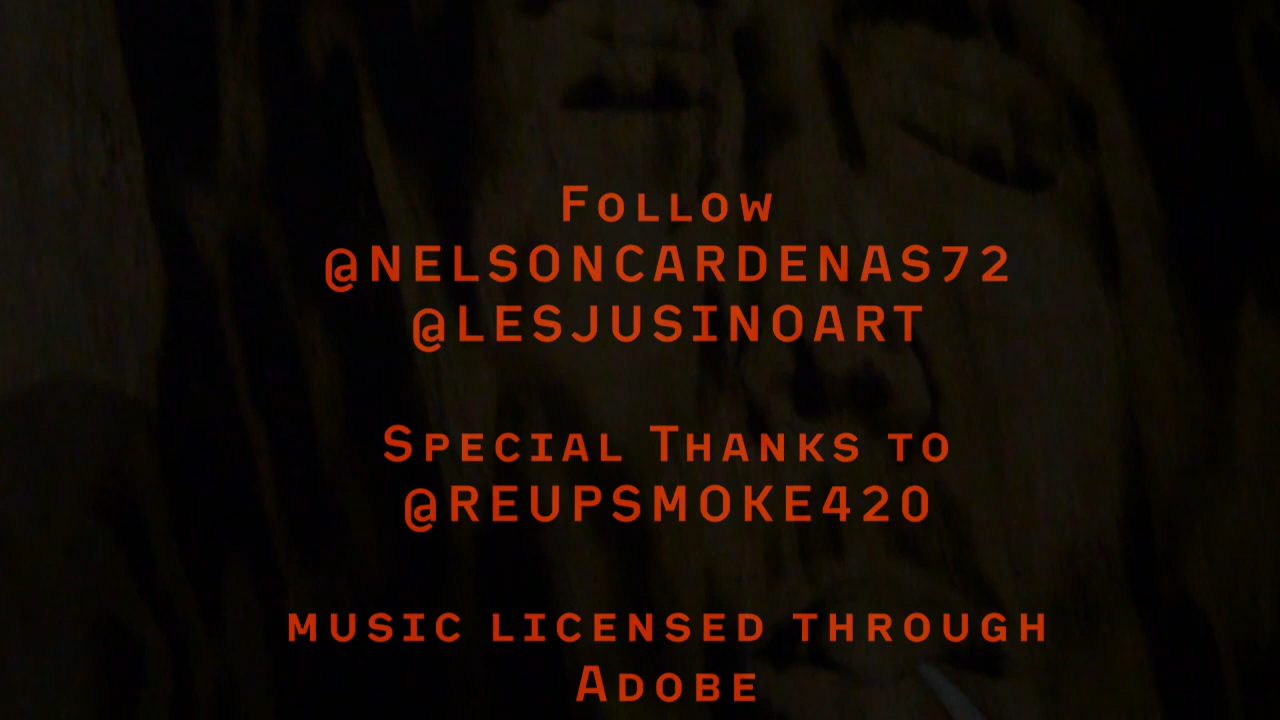 Follow
@NELSONCARDENAS72
@LESJUSINOART
Special Thanks to
@REUPSMOKE420
music licensed through
Adobe